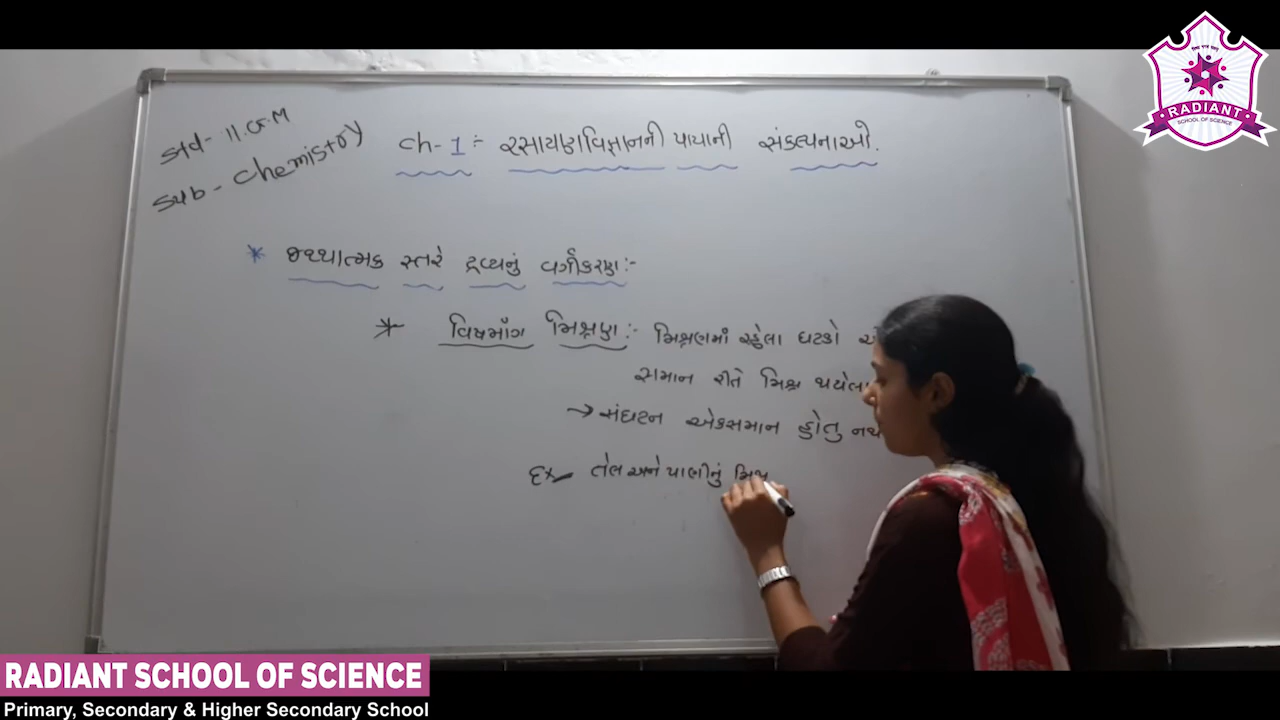 Std- 11.G.M
Sub- Chemistry
Ch-1 :- રસાયણવિજ્ઞાનની પાયાની સંકલ્પનાઓ.
* જથ્થાત્મક સ્તરે દ્રવ્યનું વર્ગીકરણ:-
* વિષમાંગ મિશ્રણ:- મિશ્રણમાં રહેલા ઘટકો
સમાન રીતે મિશ્ર થયેલા
→ સંઘટન એકસમાન હોતુ નથ
Ex- તેલ અને પાણીનું મિશ્ર
RADIANT
SCHOOL OF SCIENCE
RADIANT SCHOOL OF SCIENCE
Primary, Secondary & Higher Secondary School